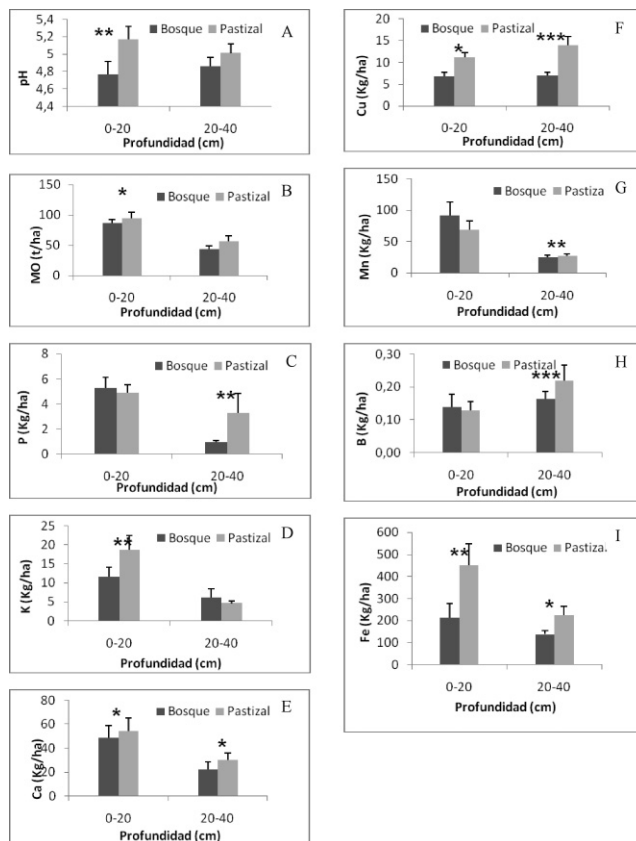 5,4
5,2
5
4,8
4,6
4,4
pH
**
Bosque Pastizal
A
0-20 20-40
Profundidad (cm)
150
100
50
0
MO (t/ha)
*
Bosque Pastizal
B
0-20 20-40
Profundidad (cm)
6
4
2
0
P (Kg/ha)
**
Bosque Pastizal
C
0-20 20-40
Profundidad (cm)
25
20
15
10
5
0
K (Kg/ha)
**
Bosque Pastizal
D
0-20 20-40
Profundidad (cm)
80
60
40
20
0
Ca (Kg/ha)
*
*
Bosque Pastizal
E
0-20 20-40
Profundidad (cm)
20
15
10
5
0
Cu (Kg/ha)
*
***
Bosque Pastizal
F
0-20 20-40
Profundidad (cm)
150
100
50
0
Mn (Kg/ha)
**
Bosque Pastiza
G
0-20 20-40
Profundidad (cm)
0,30
0,20
0,10
0,00
B (Kg/ha)
***
Bosque Pastizal
H
0-20 20-40
Profundidad (cm)
600
500
400
300
200
100
0
Fe (Kg/ha)
**
*
Bosque Pastizal
I
0-20 20-40
Profundidad (cm)